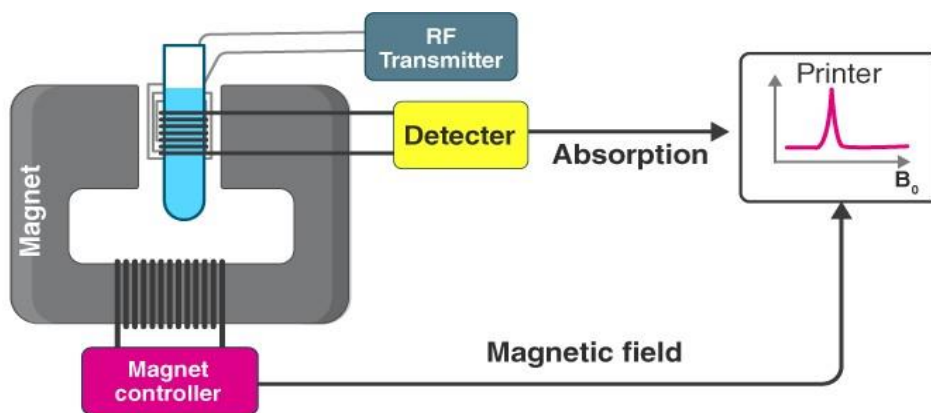 RF
Transmitter
Printer
Detecter
Absorption
B₀
Magnet
Magnetic field
Magnet
controller